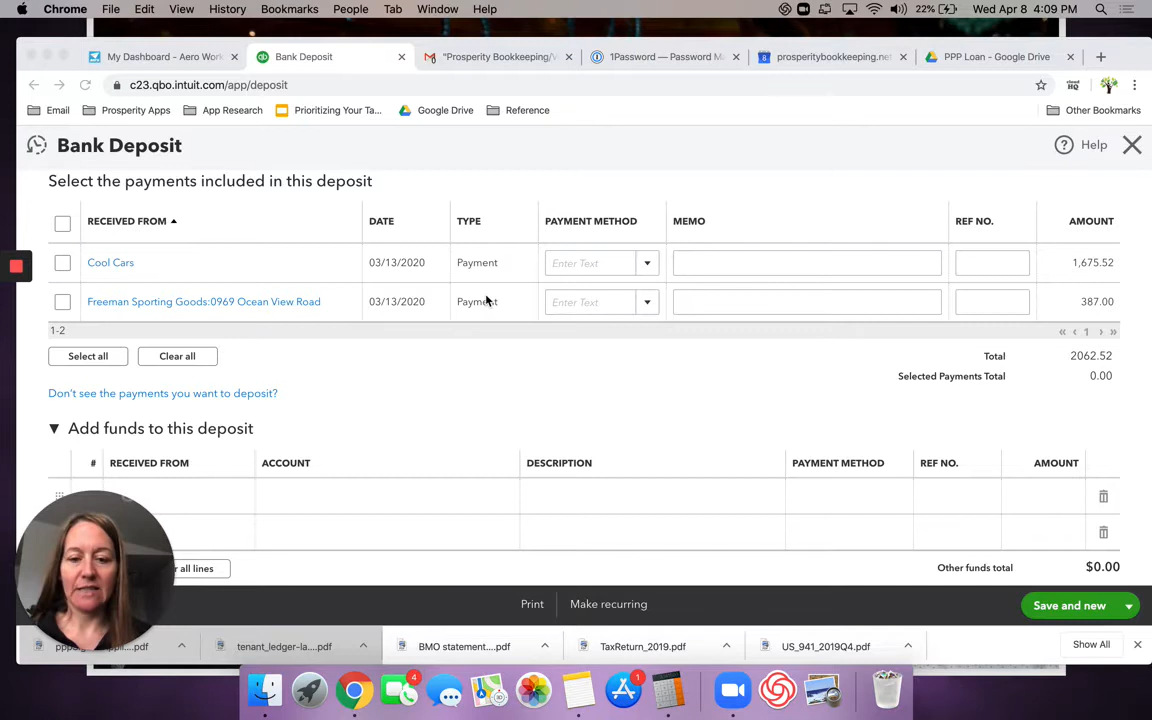 Chrome File Edit View History Bookmarks People Tab Window Help 22% Wed Apr 8 4:09 PM
My Dashboard - Aero Work Bank Deposit "Prosperity Bookkeeping/ 1Password — Password Ma prosperitybookkeeping.net PPP Loan - Google Drive
c23.qbo.intuit.com/app/deposit
Email Prosperity Apps App Research Prioritizing Your Ta... Google Drive Reference Other Bookmarks
Bank Deposit Help
Select the payments included in this deposit
RECEIVED FROM DATE TYPE PAYMENT METHOD MEMO REF NO. AMOUNT
Cool Cars 03/13/2020 Payment Enter Text 1,675.52
Freeman Sporting Goods:0969 Ocean View Road 03/13/2020 Payment Enter Text 387.00
1-2 « ‹ 1 › »
Select all Clear all Total 2062.52
Selected Payments Total 0.00
Don't see the payments you want to deposit?
Add funds to this deposit
# RECEIVED FROM ACCOUNT DESCRIPTION PAYMENT METHOD REF NO. AMOUNT
all lines Other funds total $0.00
Print Make recurring Save and new
tenant_ledger-la....pdf BMO statement....pdf TaxReturn_2019.pdf US_941_2019Q4.pdf Show All
4 1